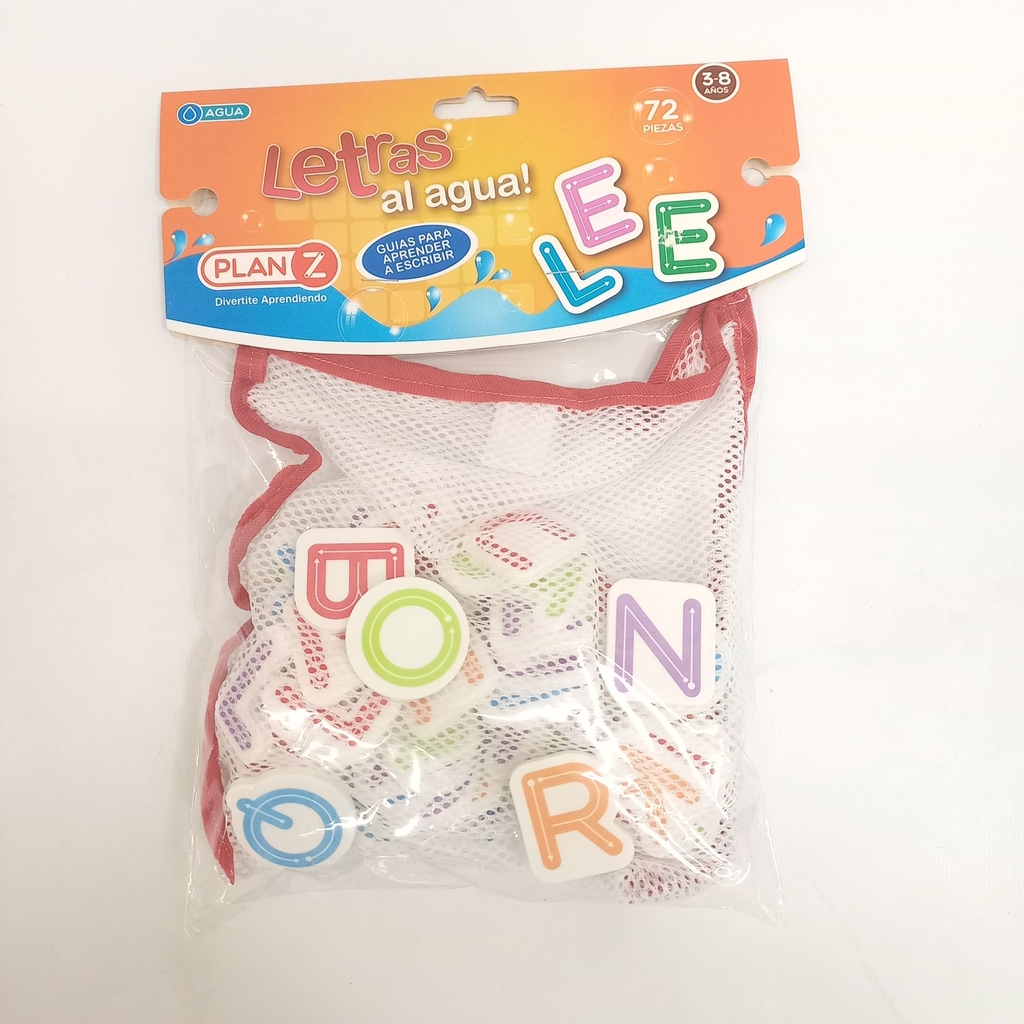 AGUA
3-8
AÑOS
72
PIEZAS
Letras
al agua!
GUIAS PARA
APRENDER
A ESCRIBIR
L E E
PLAN Z
Divertite Aprendiendo
B
O
N
Q
R